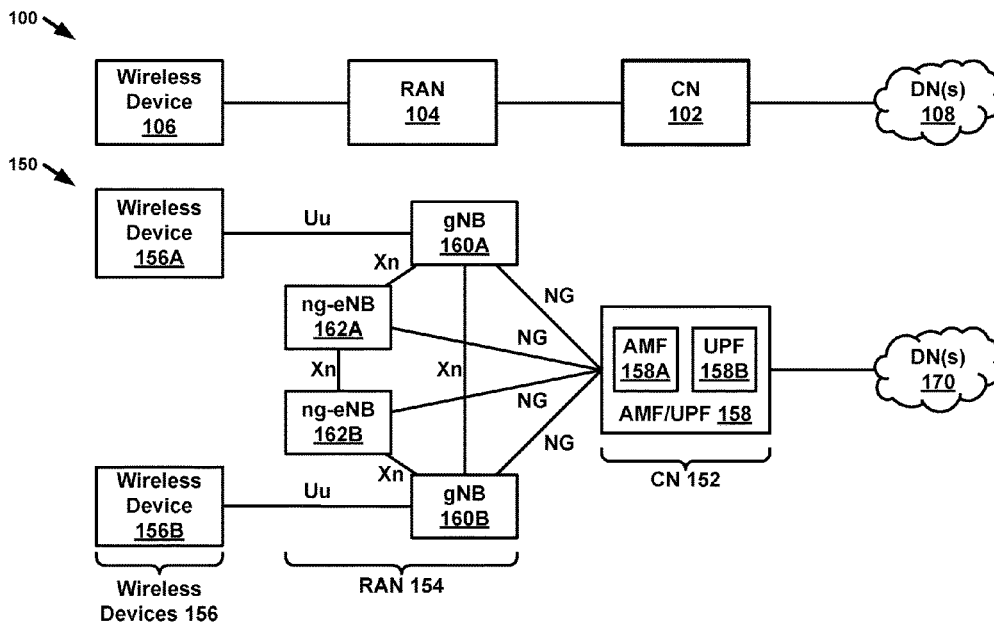 100
Wireless
Device
106
RAN
104
CN
102
DN(s)
108
150
Wireless
Device
156A
Uu
gNB
160A
Xn
NG
ng-eNB
162A
NG
Xn
Xn
AMF
158A
UPF
158B
DN(s)
170
ng-eNB
162B
NG
AMF/UPF 158
NG
Xn
CN 152
Wireless
Device
156B
Uu
gNB
160B
Wireless
Devices 156
RAN 154